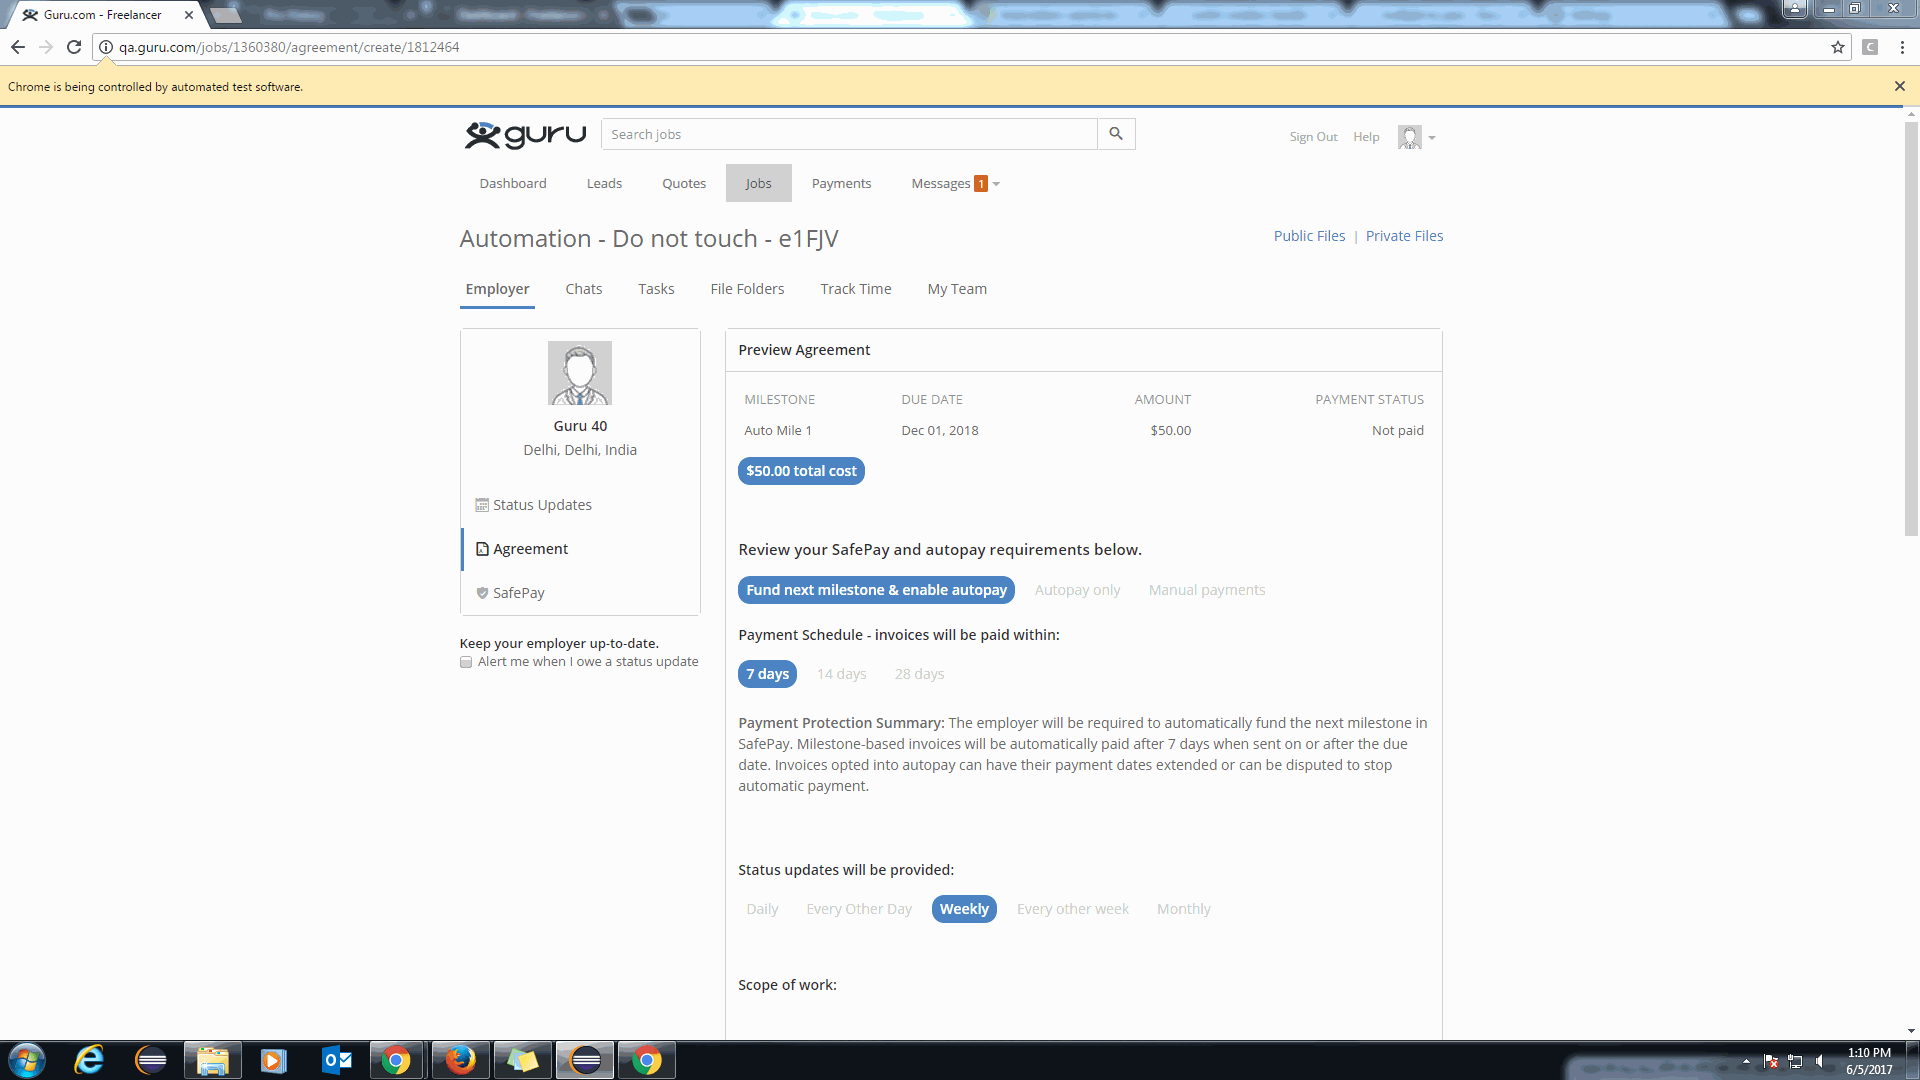 Guru.com - Freelancer
qa.guru.com/jobs/1360380/agreement/create/1812464
C
Chrome is being controlled by automated test software.
guru
Search jobs
Sign Out Help
Dashboard Leads Quotes Jobs Payments Messages 1
Automation - Do not touch - e1FJV
Public Files | Private Files
Employer Chats Tasks File Folders Track Time My Team
Guru 40
Delhi, Delhi, India
Status Updates
Agreement
SafePay
Keep your employer up-to-date.
Alert me when I owe a status update
Preview Agreement
MILESTONE DUE DATE AMOUNT PAYMENT STATUS
Auto Mile 1 Dec 01, 2018 $50.00 Not paid
$50.00 total cost
Review your SafePay and autopay requirements below.
Fund next milestone & enable autopay Autopay only Manual payments
Payment Schedule - invoices will be paid within:
7 days 14 days 28 days
Payment Protection Summary: The employer will be required to automatically fund the next milestone in
SafePay. Milestone-based invoices will be automatically paid after 7 days when sent on or after the due
date. Invoices opted into autopay can have their payment dates extended or can be disputed to stop
automatic payment.
Status updates will be provided:
Daily Every Other Day Weekly Every other week Monthly
Scope of work:
1:10 PM
6/5/2017